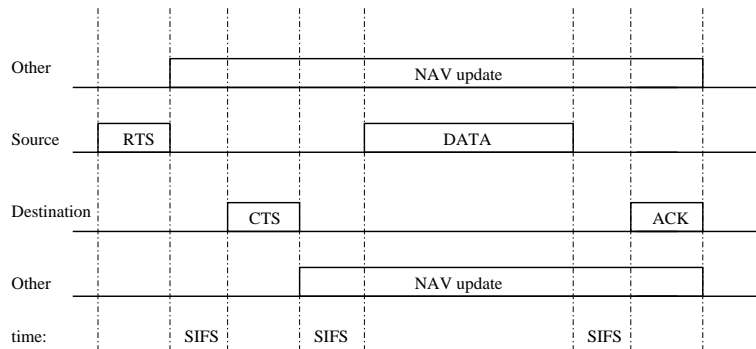 Other
NAV update
Source
RTS
DATA
Destination
CTS
ACK
Other
NAV update
time:
SIFS
SIFS
SIFS